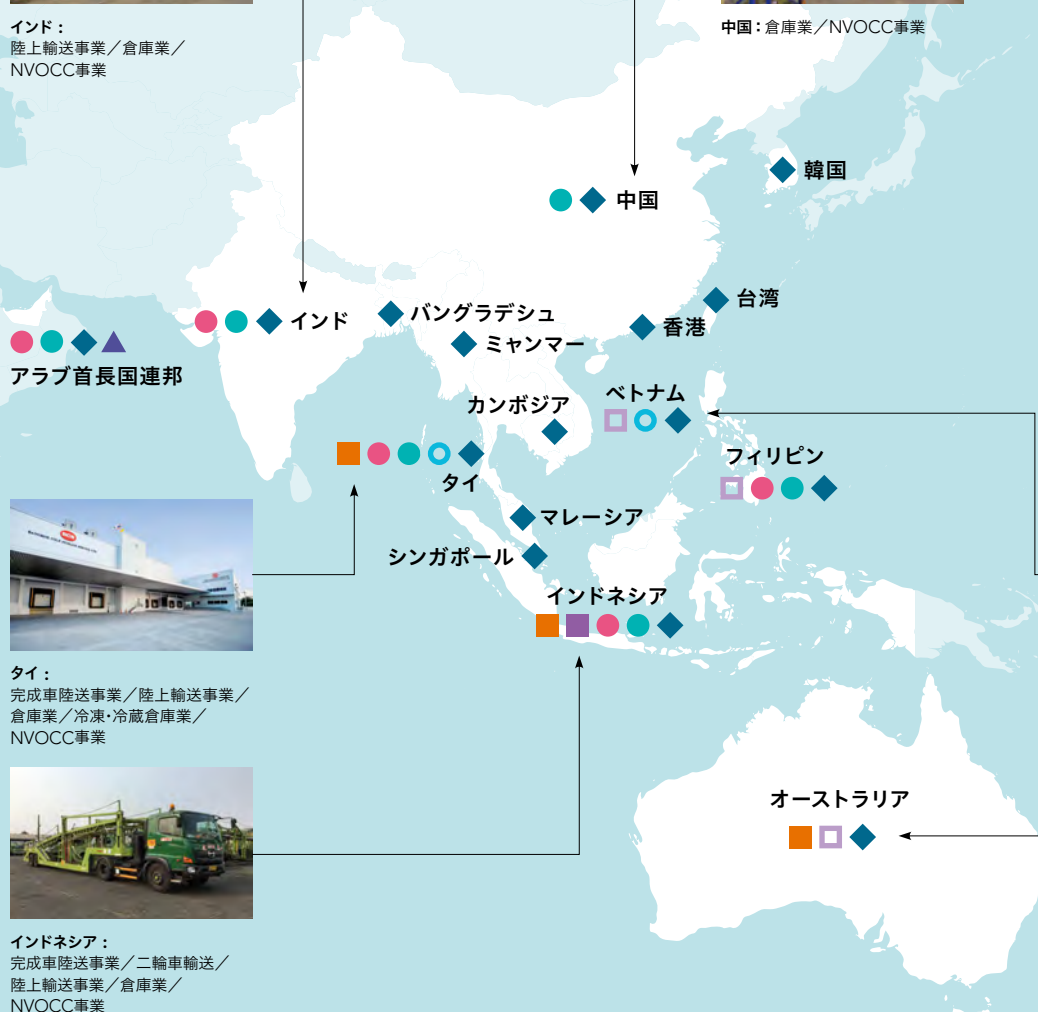 インド：
陸上輸送事業／倉庫業／
NVOCC事業
中国：倉庫業／NVOCC事業
韓国
中国
台湾
香港
インド
バングラデシュ
ミャンマー
アラブ首長国連邦
カンボジア
ベトナム
タイ
フィリピン
マレーシア
シンガポール
インドネシア
タイ：
完成車陸送事業／陸上輸送事業／
倉庫業／冷凍・冷蔵倉庫業／
NVOCC事業
オーストラリア
インドネシア：
完成車陸送事業／二輪車輸送／
陸上輸送事業／倉庫業／
NVOCC事業